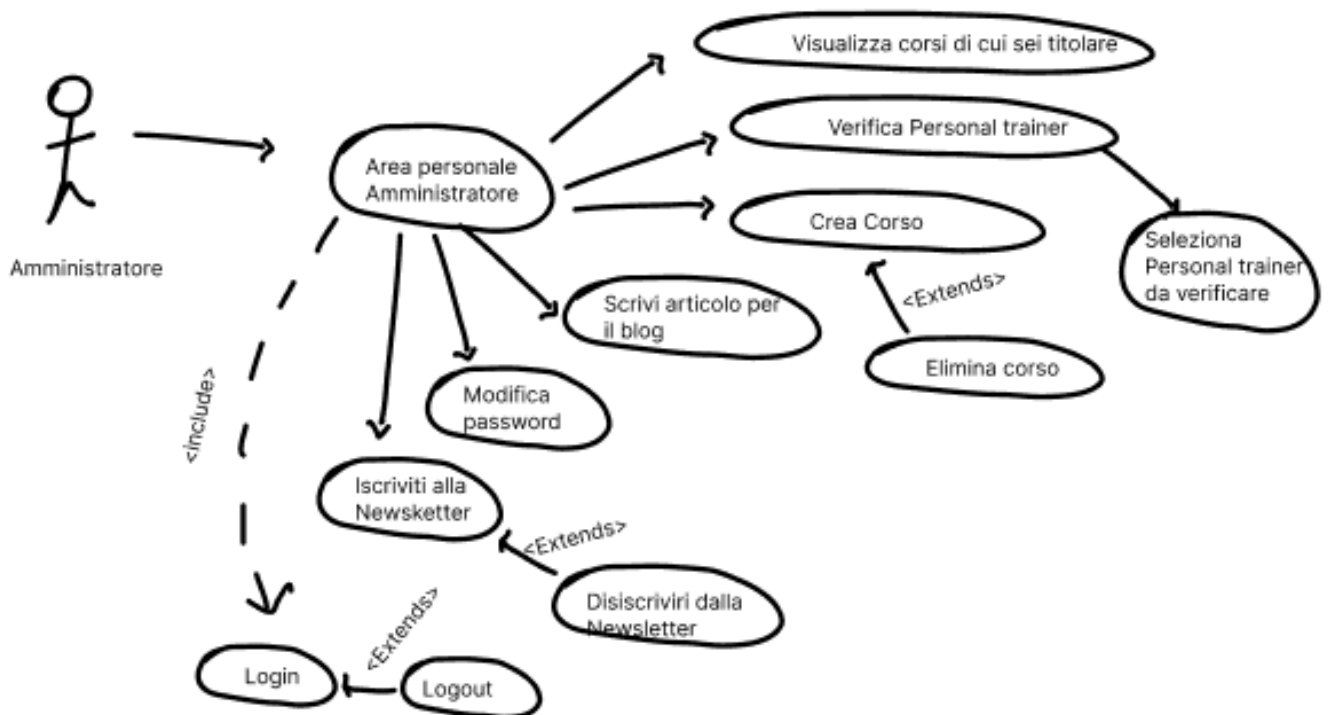 Visualizza corsi di cui sei titolare
Verifica Personal trainer
Area personale
Amministratore
Crea Corso
Seleziona
Personal trainer
da verificare
Amministratore
<Extends>
Scrivi articolo per
il blog
Elimina corso
Modifica
password
<include>
Iscriviti alla
Newsketter
<Extends>
Disiscriviri dalla
Newsletter
<Extends>
Login
Logout